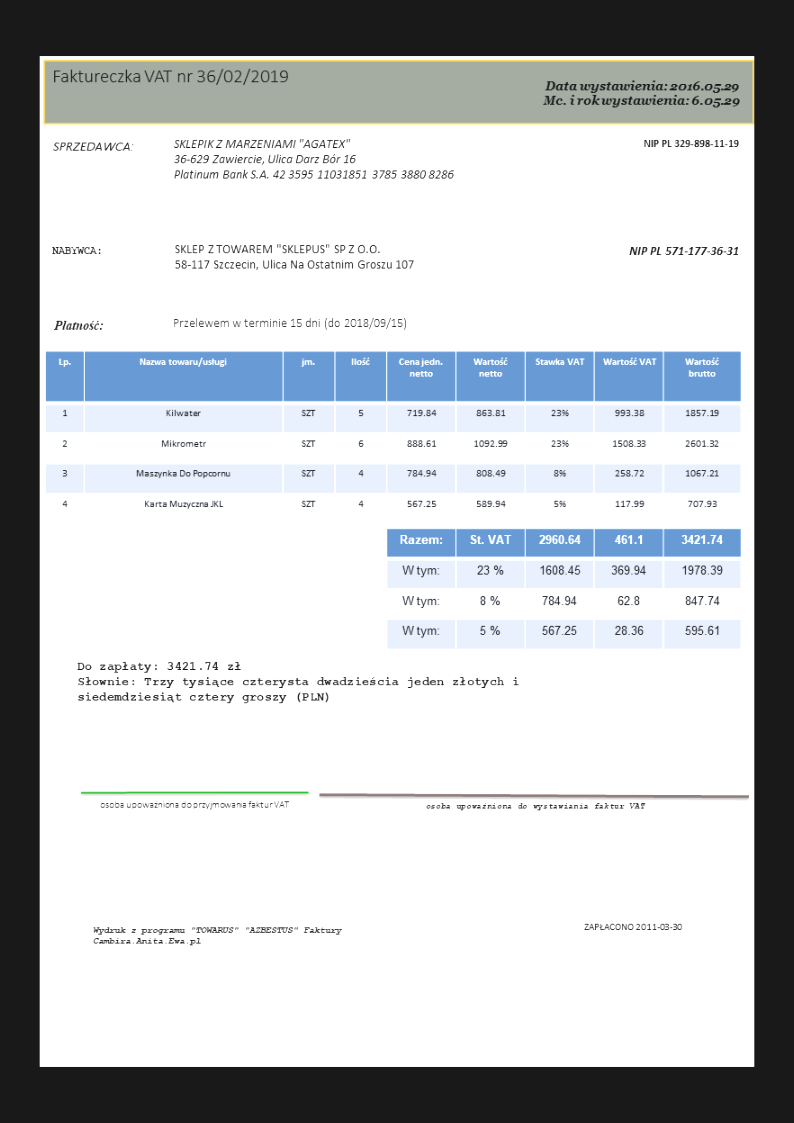 Faktureczka VAT nr 36/02/2019
Data wystawienia: 2016.05.29
Mc. i rok wystawienia: 6.05.29
SPRZEDAWCA: SKLEPIK Z MARZENIAMI "AGATEX" NIP PL 329-898-11-19
36-629 Zawiercie, Ulica Darz Bór 16
Platinum Bank S.A. 42 3595 11031851 3785 3880 8286
NABYWCA: SKLEP Z TOWAREM "SKLEPUS" SP Z O.O. NIP PL 571-177-36-31
58-117 Szczecin, Ulica Na Ostatnim Groszu 107
Płatność: Przelewem w terminie 15 dni (do 2018/09/15)
Lp. Nazwa towaru/usługi jm. Ilość Cena jedn. netto Wartość netto Stawka VAT Wartość VAT Wartość brutto
1 Kilwater SZT 5 719.84 863.81 23% 993.38 1857.19
2 Mikrometr SZT 6 888.61 1092.99 23% 1508.33 2601.32
3 Maszynka Do Popcornu SZT 4 784.94 808.49 8% 258.72 1067.21
4 Karta Muzyczna JKL SZT 4 567.25 589.94 5% 117.99 707.93
Razem: St. VAT 2960.64 461.1 3421.74
W tym: 23 % 1608.45 369.94 1978.39
W tym: 8 % 784.94 62.8 847.74
W tym: 5 % 567.25 28.36 595.61
Do zapłaty: 3421.74 zł
Słownie: Trzy tysiące czterysta dwadzieścia jeden złotych i
siedemdziesiąt cztery groszy (PLN)
osoba upoważniona do przyjmowania faktur VAT osoba upoważniona do wystawiania faktur VAT
Wydruk z programu "TOWARUS" "AZBESTUS" Faktury ZAPŁACONO 2011-03-30
Cambira.Anita.Ewa.pl